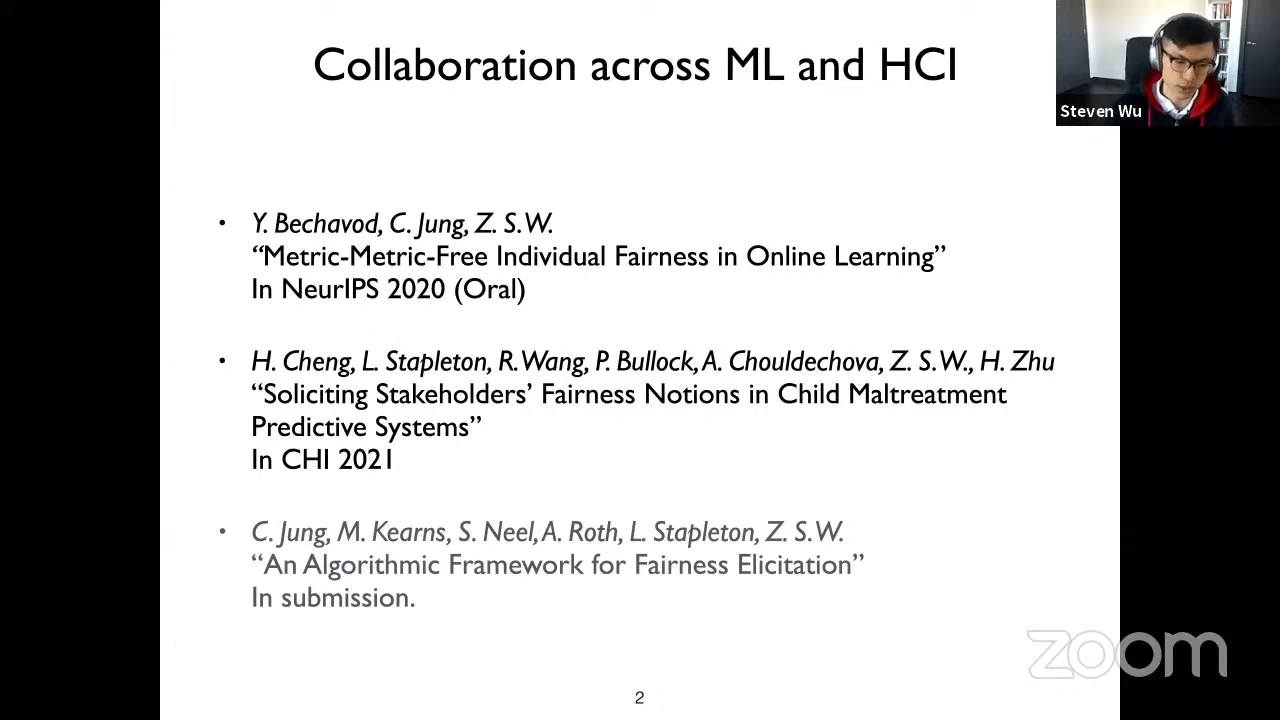 Collaboration across ML and HCI
Steven Wu
• Y. Bechavod, C. Jung, Z. S.W.
“Metric-Metric-Free Individual Fairness in Online Learning”
In NeurIPS 2020 (Oral)
• H. Cheng, L. Stapleton, R. Wang, P. Bullock, A. Chouldechova, Z. S.W., H. Zhu
“Soliciting Stakeholders’ Fairness Notions in Child Maltreatment
Predictive Systems”
In CHI 2021
• C. Jung, M. Kearns, S. Neel, A. Roth, L. Stapleton, Z. S.W.
“An Algorithmic Framework for Fairness Elicitation”
In submission.
zoom
2